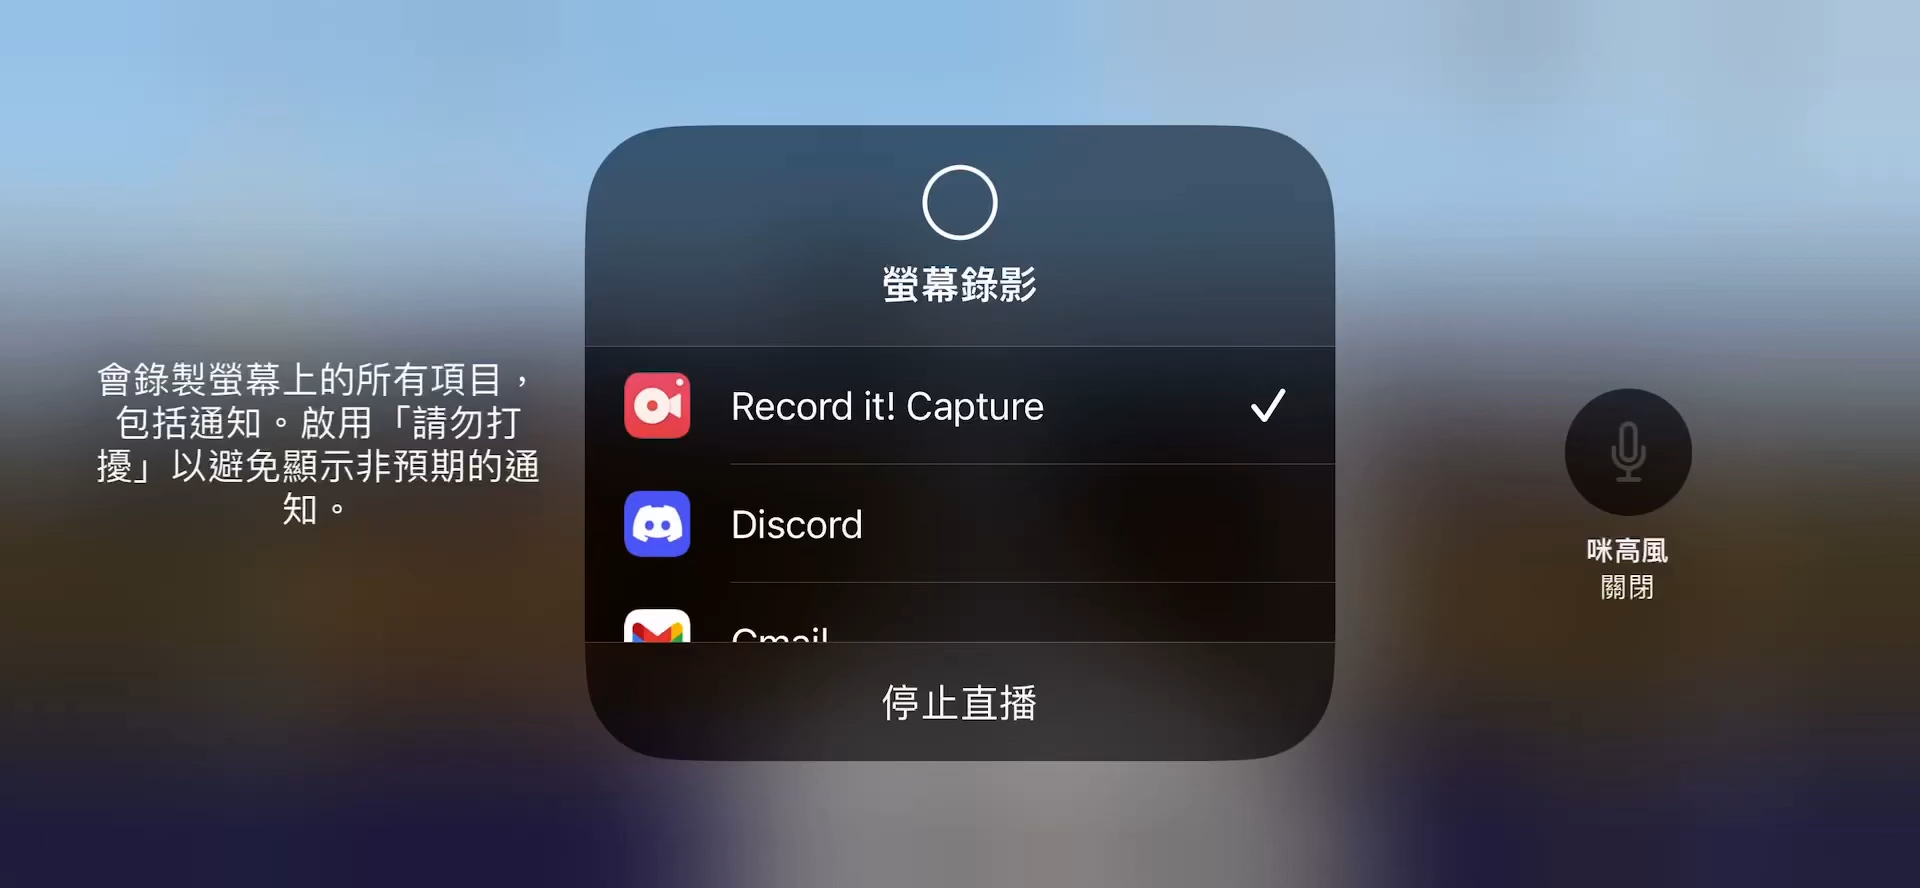 螢幕錄影
會錄製螢幕上的所有項目，
包括通知。啟用「請勿打
擾」以避免顯示非預期的通
知。
Record it! Capture
Discord
Gmail
停止直播
咪高風
關閉